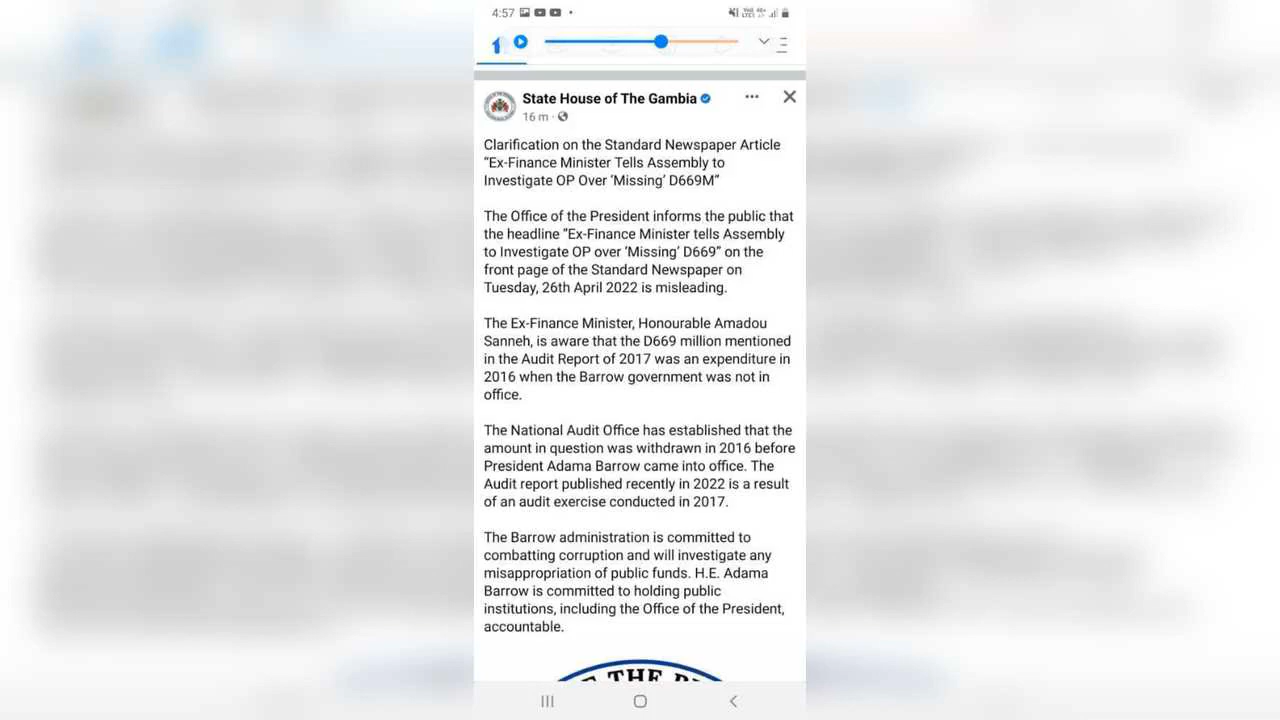 4:57
State House of The Gambia
16 m ·
Clarification on the Standard Newspaper Article
“Ex-Finance Minister Tells Assembly to
Investigate OP Over ‘Missing’ D669M”
The Office of the President informs the public that
the headline “Ex-Finance Minister tells Assembly
to Investigate OP over ‘Missing’ D669” on the
front page of the Standard Newspaper on
Tuesday, 26th April 2022 is misleading.
The Ex-Finance Minister, Honourable Amadou
Sanneh, is aware that the D669 million mentioned
in the Audit Report of 2017 was an expenditure in
2016 when the Barrow government was not in
office.
The National Audit Office has established that the
amount in question was withdrawn in 2016 before
President Adama Barrow came into office. The
Audit report published recently in 2022 is a result
of an audit exercise conducted in 2017.
The Barrow administration is committed to
combatting corruption and will investigate any
misappropriation of public funds. H.E. Adama
Barrow is committed to holding public
institutions, including the Office of the President,
accountable.
THE